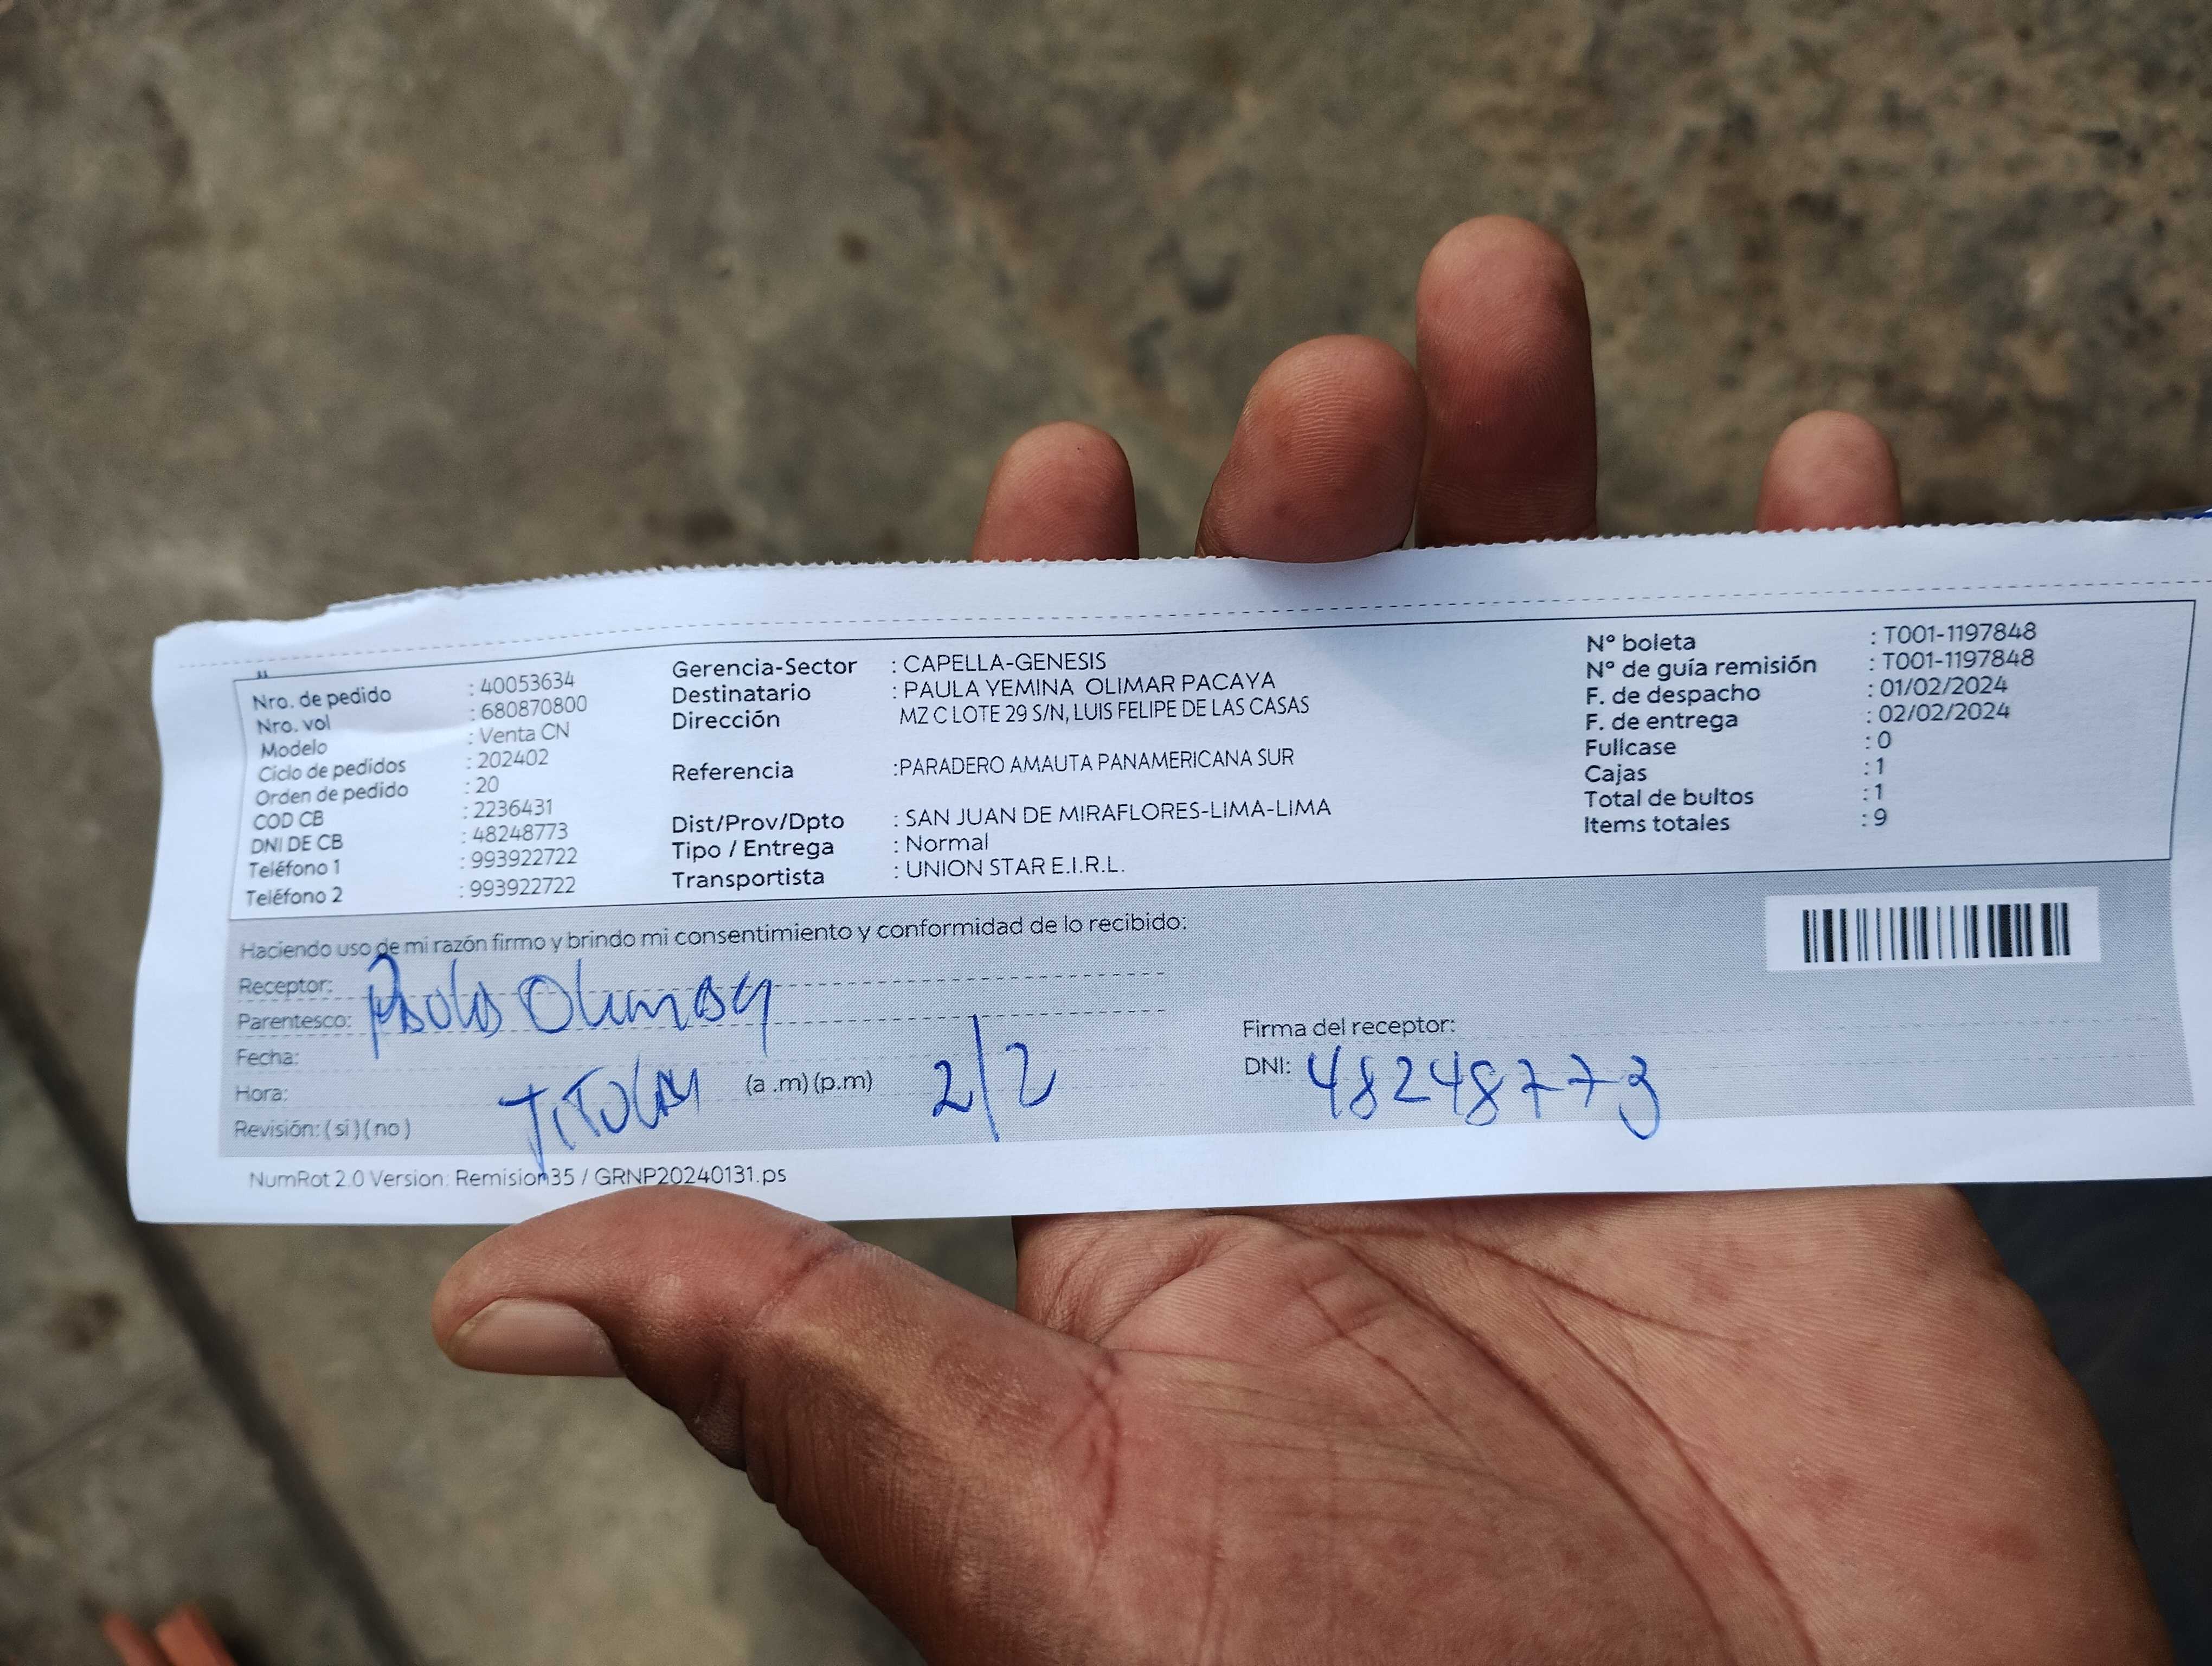 Nro. de pedido : 40053634
Nro. vol : 680870800
Modelo : Venta CN
Ciclo de pedidos : 202402
Orden de pedido : 20
COD CB : 2236431
DNI DE CB : 48248773
Teléfono 1 : 993922722
Teléfono 2 : 993922722
Gerencia-Sector : CAPELLA-GENESIS
Destinatario : PAULA YEMINA OLIMAR PACAYA
Dirección MZ C LOTE 29 S/N, LUIS FELIPE DE LAS CASAS
Referencia :PARADERO AMAUTA PANAMERICANA SUR
Dist/Prov/Dpto : SAN JUAN DE MIRAFLORES-LIMA-LIMA
Tipo / Entrega : Normal
Transportista : UNION STAR E.I.R.L.
N° boleta : T001-1197848
N° de guía remisión : T001-1197848
F. de despacho : 01/02/2024
F. de entrega : 02/02/2024
Fullcase : 0
Cajas : 1
Total de bultos : 1
Items totales : 9
Haciendo uso de mi razón firmo y brindo mi consentimiento y conformidad de lo recibido:
Receptor:
Parentesco: Paula Olimar
Fecha:
Hora: TITULAR (a .m) (p.m) 2/2
Revisión: ( si ) ( no )
Firma del receptor:
DNI: 48248773
NumRot 2.0 Version: Remision35 / GRNP20240131.ps